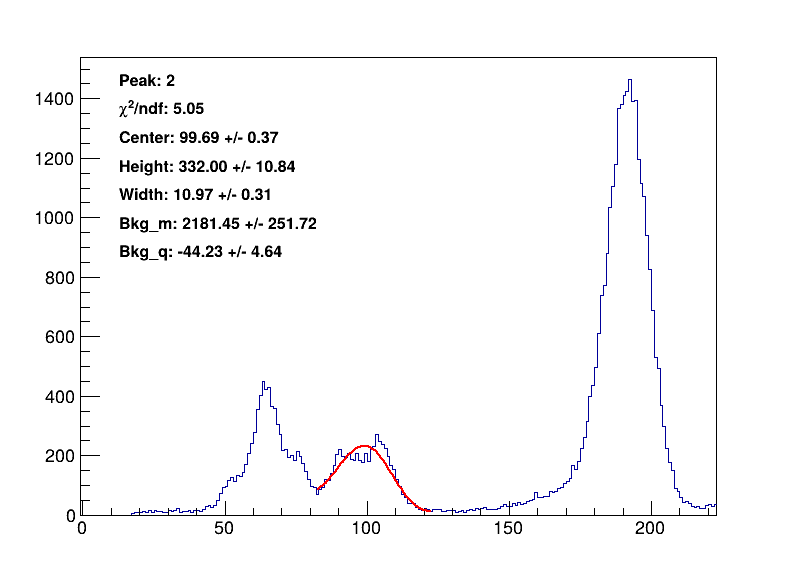 Peak: 2
χ²/ndf: 5.05
Center: 99.69 +/- 0.37
Height: 332.00 +/- 10.84
Width: 10.97 +/- 0.31
Bkg_m: 2181.45 +/- 251.72
Bkg_q: -44.23 +/- 4.64
1400
1200
1000
800
600
400
200
0
0 50 100 150 200